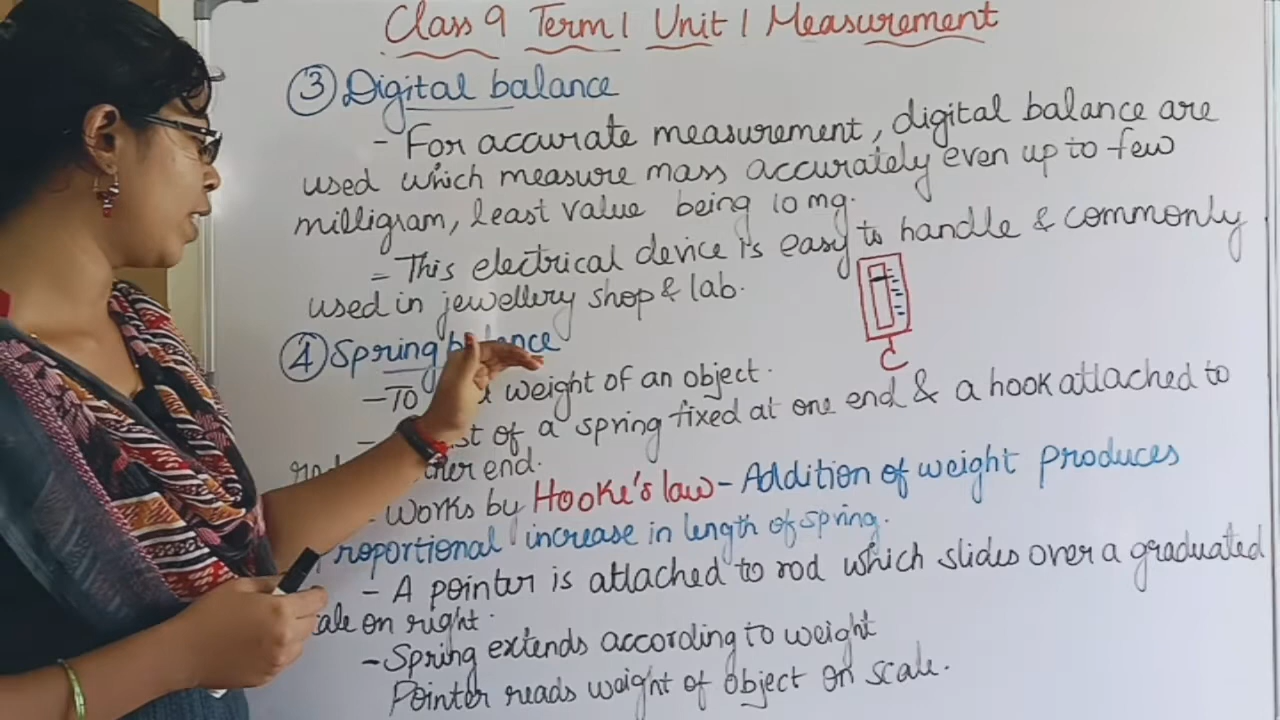 Class 9 Term 1 Unit 1 Measurement
③ Digital balance
- For accurate measurement, digital balance are
used which measure mass accurately even up to few
milligram, least value being 10 mg.
= This electrical device is easy to handle & commonly
used in jewellery shop & lab.
④ Spring balance
- To weight of an object.
- of a spring fixed at one end & a hook attached to
end.
- Works by Hooke's law - Addition of weight produces
proportional increase in length of spring.
- A pointer is attached to rod which slides over a graduated
on right.
- Spring extends according to weight
Pointer reads weight of object on scale.